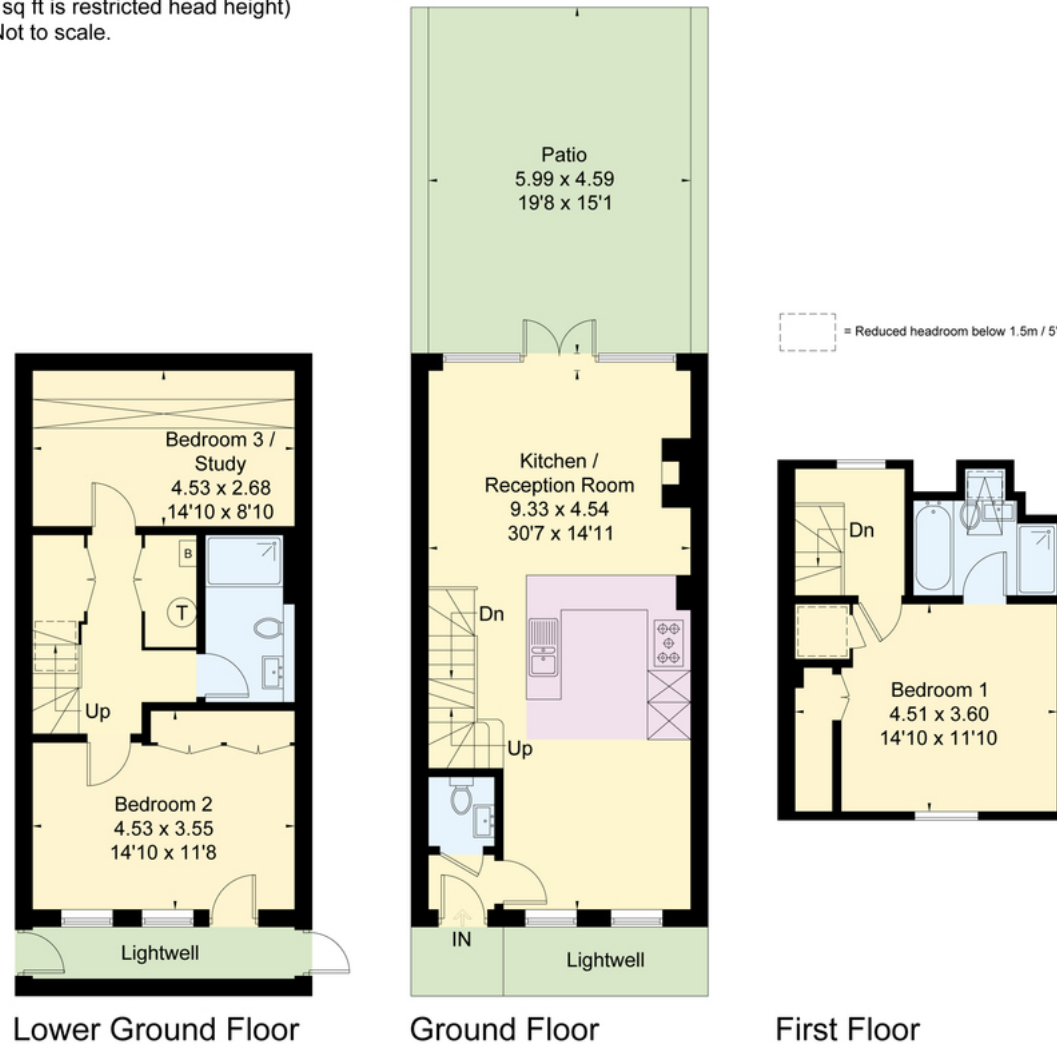 sq ft is restricted head height)
Not to scale.
Patio
5.99 x 4.59
19'8 x 15'1
= Reduced headroom below 1.5m / 5'
Bedroom 3 /
Study
4.53 x 2.68
14'10 x 8'10
B
T
Up
Bedroom 2
4.53 x 3.55
14'10 x 11'8
Lightwell
Lower Ground Floor
Kitchen /
Reception Room
9.33 x 4.54
30'7 x 14'11
Dn
Up
IN
Lightwell
Ground Floor
Dn
Bedroom 1
4.51 x 3.60
14'10 x 11'10
First Floor